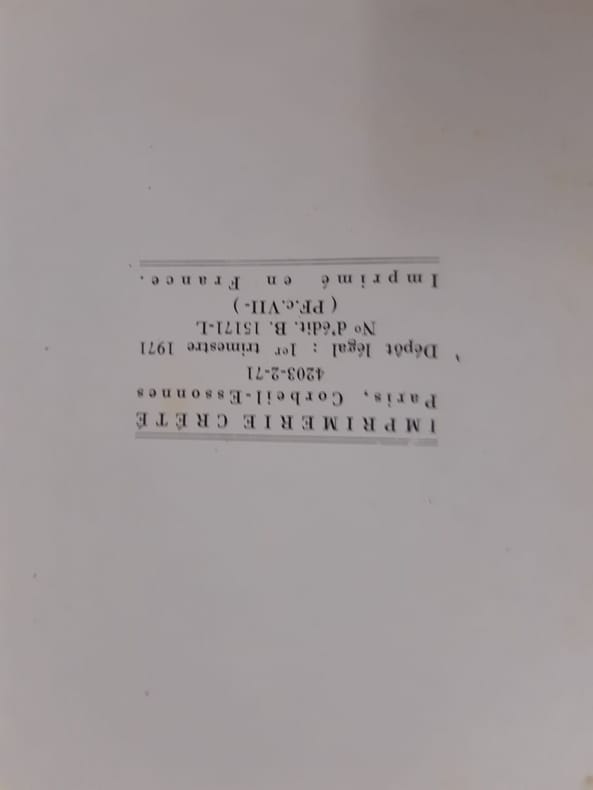 IMPRIMERIE CRÉTÉ
Paris, Corbeil-Essonnes
4203-2-71
Dépôt légal : 1er trimestre 1971
No d'édit. B. 15171-L
( PF.c.VII- )
Imprimé en France.